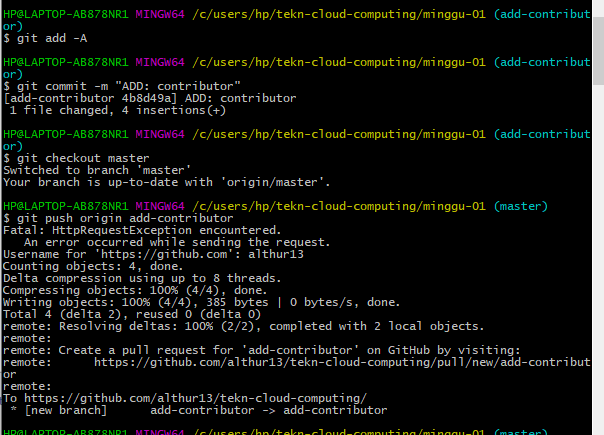 HP@LAPTOP-AB878NR1 MINGW64 /c/users/hp/tekn-cloud-computing/minggu-01 (add-contribut
or)
$ git add -A
HP@LAPTOP-AB878NR1 MINGW64 /c/users/hp/tekn-cloud-computing/minggu-01 (add-contribut
or)
$ git commit -m "ADD: contributor"
[add-contributor 4b8d49a] ADD: contributor
 1 file changed, 4 insertions(+)
HP@LAPTOP-AB878NR1 MINGW64 /c/users/hp/tekn-cloud-computing/minggu-01 (add-contribut
or)
$ git checkout master
Switched to branch 'master'
Your branch is up-to-date with 'origin/master'.
HP@LAPTOP-AB878NR1 MINGW64 /c/users/hp/tekn-cloud-computing/minggu-01 (master)
$ git push origin add-contributor
Fatal: HttpRequestException encountered.
   An error occurred while sending the request.
Username for 'https://github.com': althur13
Counting objects: 4, done.
Delta compression using up to 8 threads.
Compressing objects: 100% (4/4), done.
Writing objects: 100% (4/4), 385 bytes | 0 bytes/s, done.
Total 4 (delta 2), reused 0 (delta 0)
remote: Resolving deltas: 100% (2/2), completed with 2 local objects.
remote:
remote: Create a pull request for 'add-contributor' on GitHub by visiting:
remote:      https://github.com/althur13/tekn-cloud-computing/pull/new/add-contribut
or
remote:
To https://github.com/althur13/tekn-cloud-computing/
 * [new branch]      add-contributor -> add-contributor
HP@LAPTOP-AB878NR1 MINGW64 /c/users/hp/tekn-cloud-computing/minggu-01 (master)